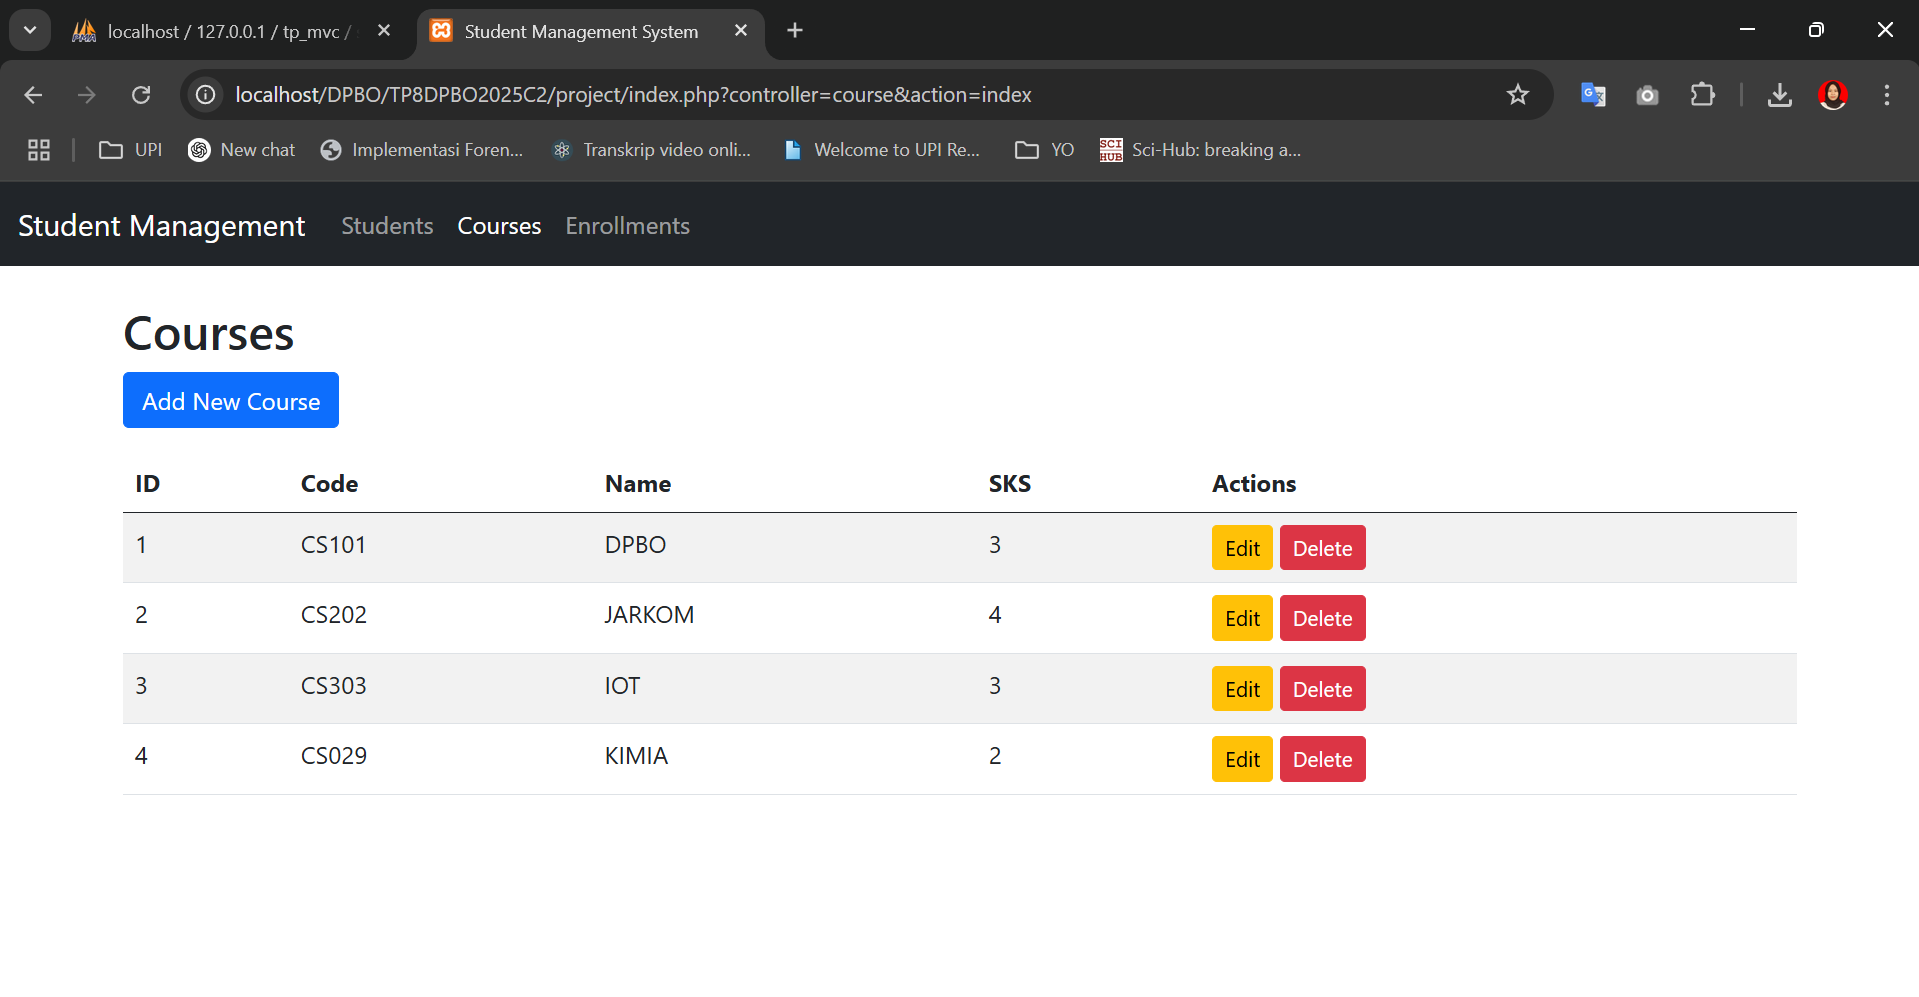 localhost / 127.0.0.1 / tp_mvc /
Student Management System
localhost/DPBO/TP8DPBO2025C2/project/index.php?controller=course&action=index
UPI
New chat
Implementasi Foren...
Transkrip video onli...
Welcome to UPI Re...
YO
SCI HUB
Sci-Hub: breaking a...
Student Management
Students
Courses
Enrollments
Courses
Add New Course
ID Code Name SKS Actions
1 CS101 DPBO 3 Edit Delete
2 CS202 JARKOM 4 Edit Delete
3 CS303 IOT 3 Edit Delete
4 CS029 KIMIA 2 Edit Delete